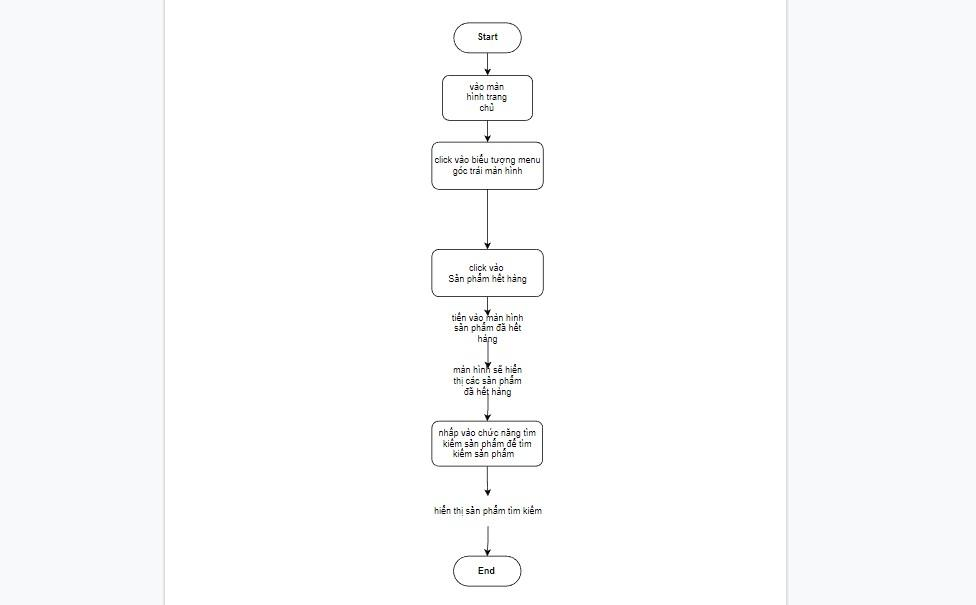 Start
vào màn
hình trang
chủ
click vào biểu tượng menu
góc trái màn hình
click vào
Sản phẩm hết hàng
tiến vào màn hình
sản phẩm đã hết
hàng
màn hình sẽ hiển
thị các sản phẩm
đã hết hàng
nhấp vào chức năng tìm
kiếm sản phẩm để tìm
kiếm sản phẩm
hiển thị sản phẩm tìm kiếm
End